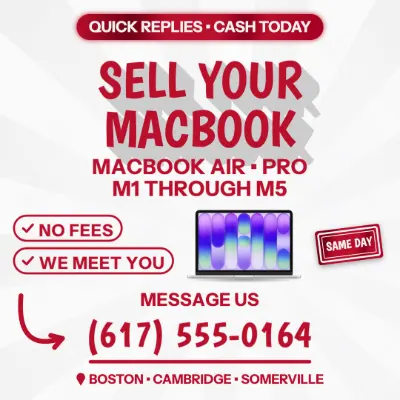 QUICK REPLIES • CASH TODAY
SELL YOUR
MACBOOK
MACBOOK AIR • PRO
M1 THROUGH M5
NO FEES
WE MEET YOU
SAME DAY
MESSAGE US
(617) 555-0164
BOSTON • CAMBRIDGE • SOMERVILLE